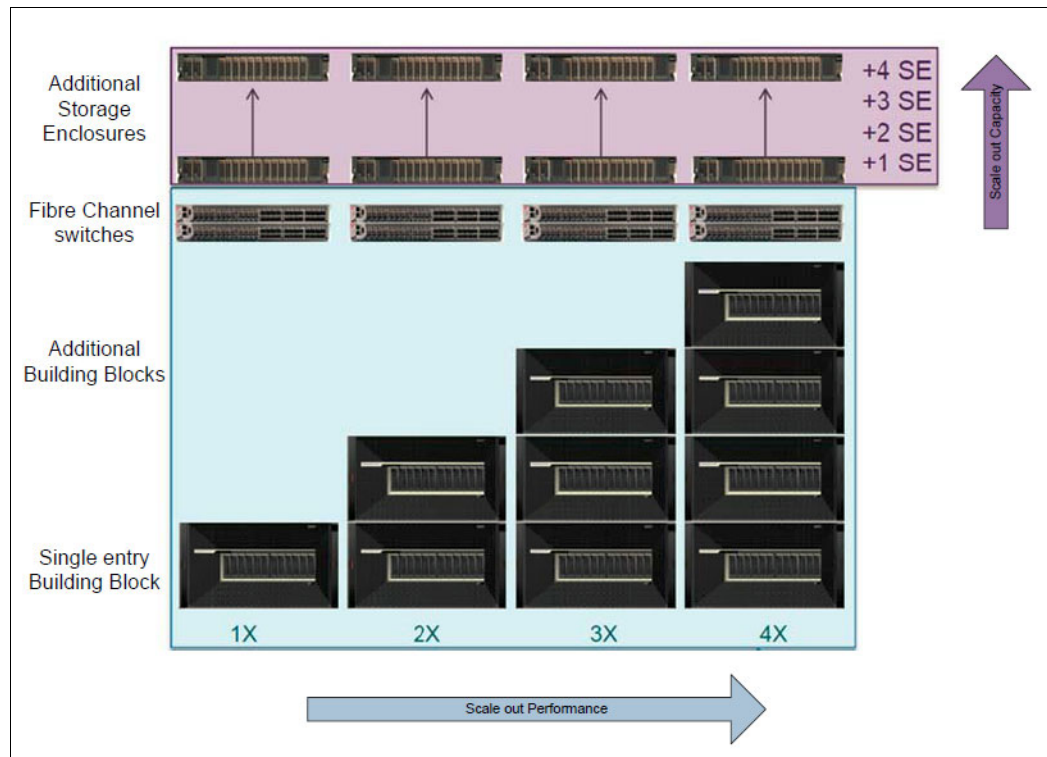 Additional
Storage
Enclosures
+4 SE
+3 SE
+2 SE
+1 SE
Scale out Capacity
Fibre Channel
switches
Additional
Building Blocks
Single entry
Building Block
1X
2X
3X
4X
Scale out Performance